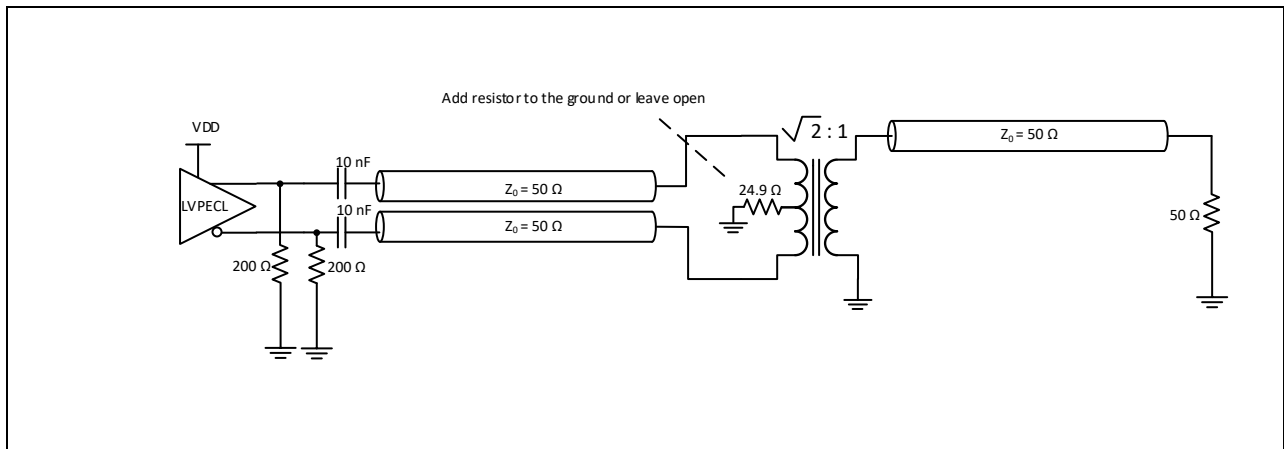 Add resistor to the ground or leave open
VDD
√2 : 1
10 nF
Z₀ = 50 Ω
Z₀ = 50 Ω
24.9 Ω
LVPECL
10 nF
Z₀ = 50 Ω
50 Ω
200 Ω
200 Ω